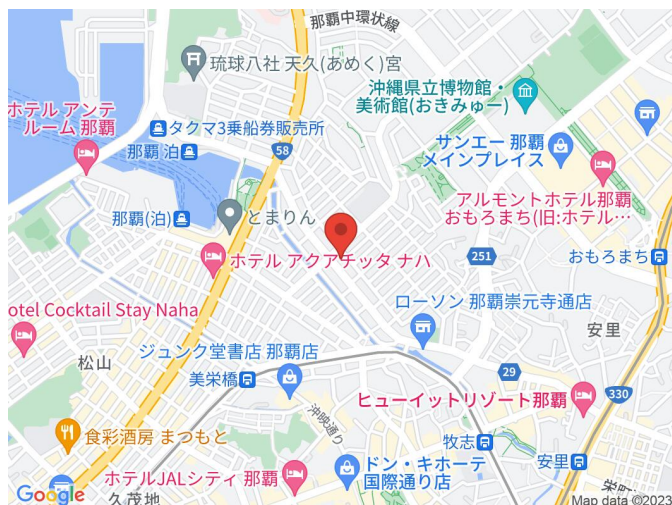 那覇中環状線
琉球八社 天久(あめく)宮
沖縄県立博物館・
美術館(おきみゅー)
ホテル アンテ
ルーム 那覇
タクマ3乗船券販売所
58
那覇 泊
サンエー 那覇
メインプレイス
アルモントホテル那覇
おもろまち(旧:ホテル…
那覇(泊)
とまりん
251
おもろまち
ホテル アクアチッタ ナハ
otel Cocktail Stay Naha
ローソン 那覇崇元寺通店
安里
ジュンク堂書店 那覇店
松山
美栄橋
29
330
ヒューイットリゾート那覇
沖映通り
食彩酒房 まつもと
牧志
ドン・キホーテ
国際通り店
安里
ホテルJALシティ 那覇
Google
久茂地
Map data ©2023